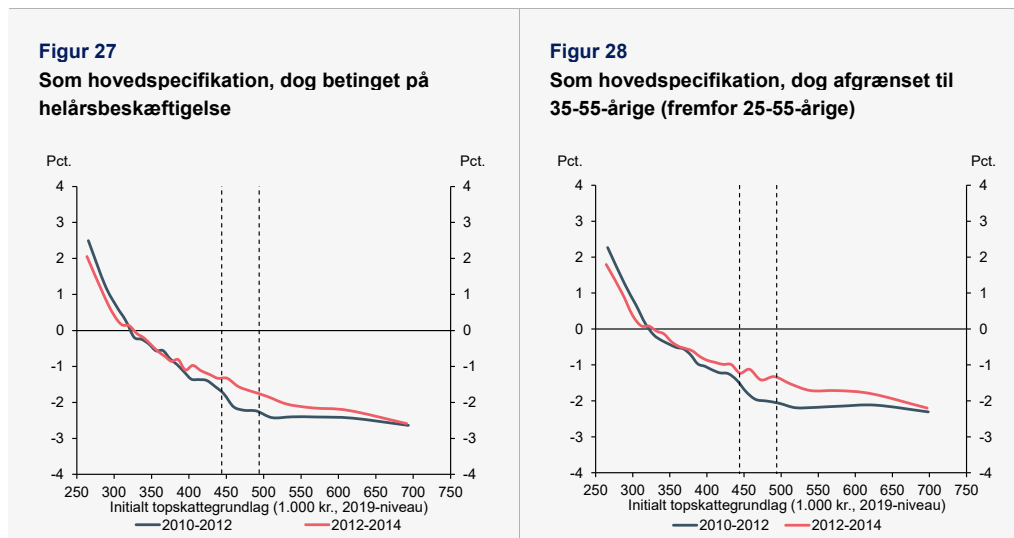 Figur 27
Som hovedspecifikation, dog betinget på
helårsbeskæftigelse
Pct.
Pct.
4
4
3
3
2
2
1
1
0
0
-1
-1
-2
-2
-3
-3
-4
-4
250 300 350 400 450 500 550 600 650 700 750
Initialt topskattegrundlag (1.000 kr., 2019-niveau)
2010-2012 2012-2014
Figur 28
Som hovedspecifikation, dog afgrænset til
35-55-årige (fremfor 25-55-årige)
Pct.
Pct.
4
4
3
3
2
2
1
1
0
0
-1
-1
-2
-2
-3
-3
-4
-4
250 300 350 400 450 500 550 600 650 700 750
Initialt topskattegrundlag (1.000 kr., 2019-niveau)
2010-2012 2012-2014